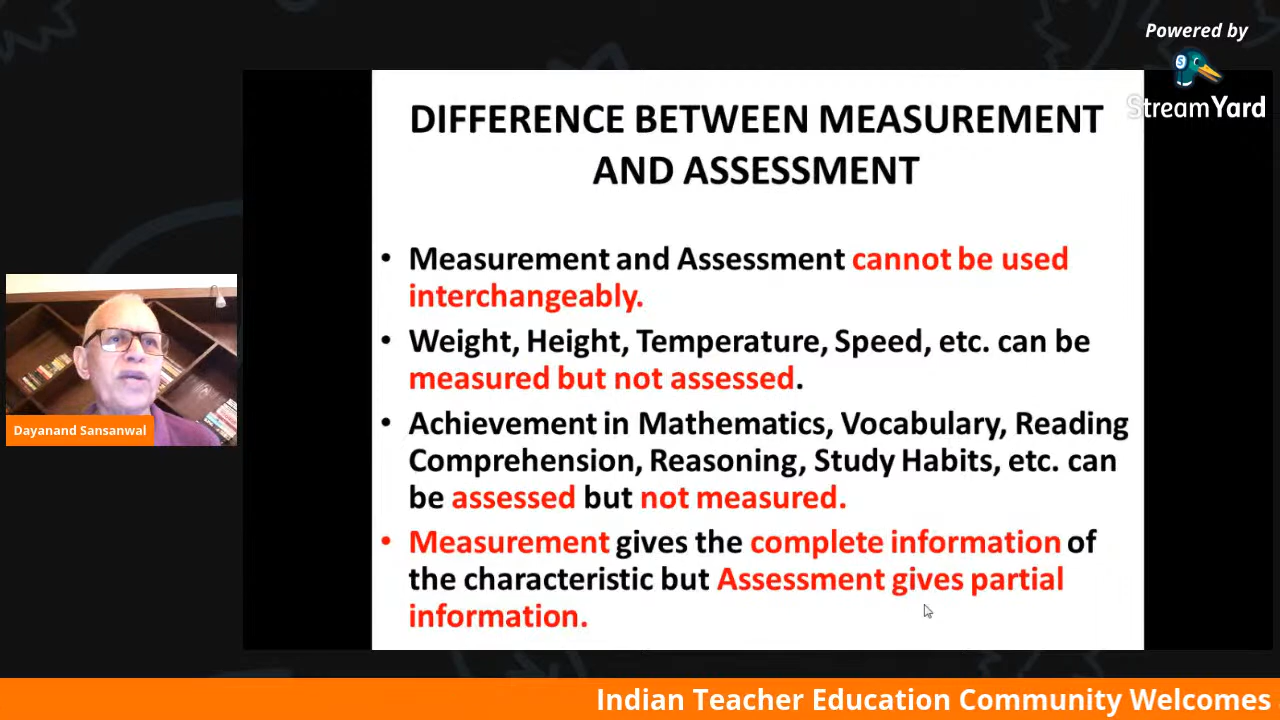 Powered by
StreamYard
DIFFERENCE BETWEEN MEASUREMENT
AND ASSESSMENT
• Measurement and Assessment cannot be used
interchangeably.
• Weight, Height, Temperature, Speed, etc. can be
measured but not assessed.
• Achievement in Mathematics, Vocabulary, Reading
Comprehension, Reasoning, Study Habits, etc. can
be assessed but not measured.
• Measurement gives the complete information of
the characteristic but Assessment gives partial
information.
Dayanand Sansanwal
Indian Teacher Education Community Welcomes